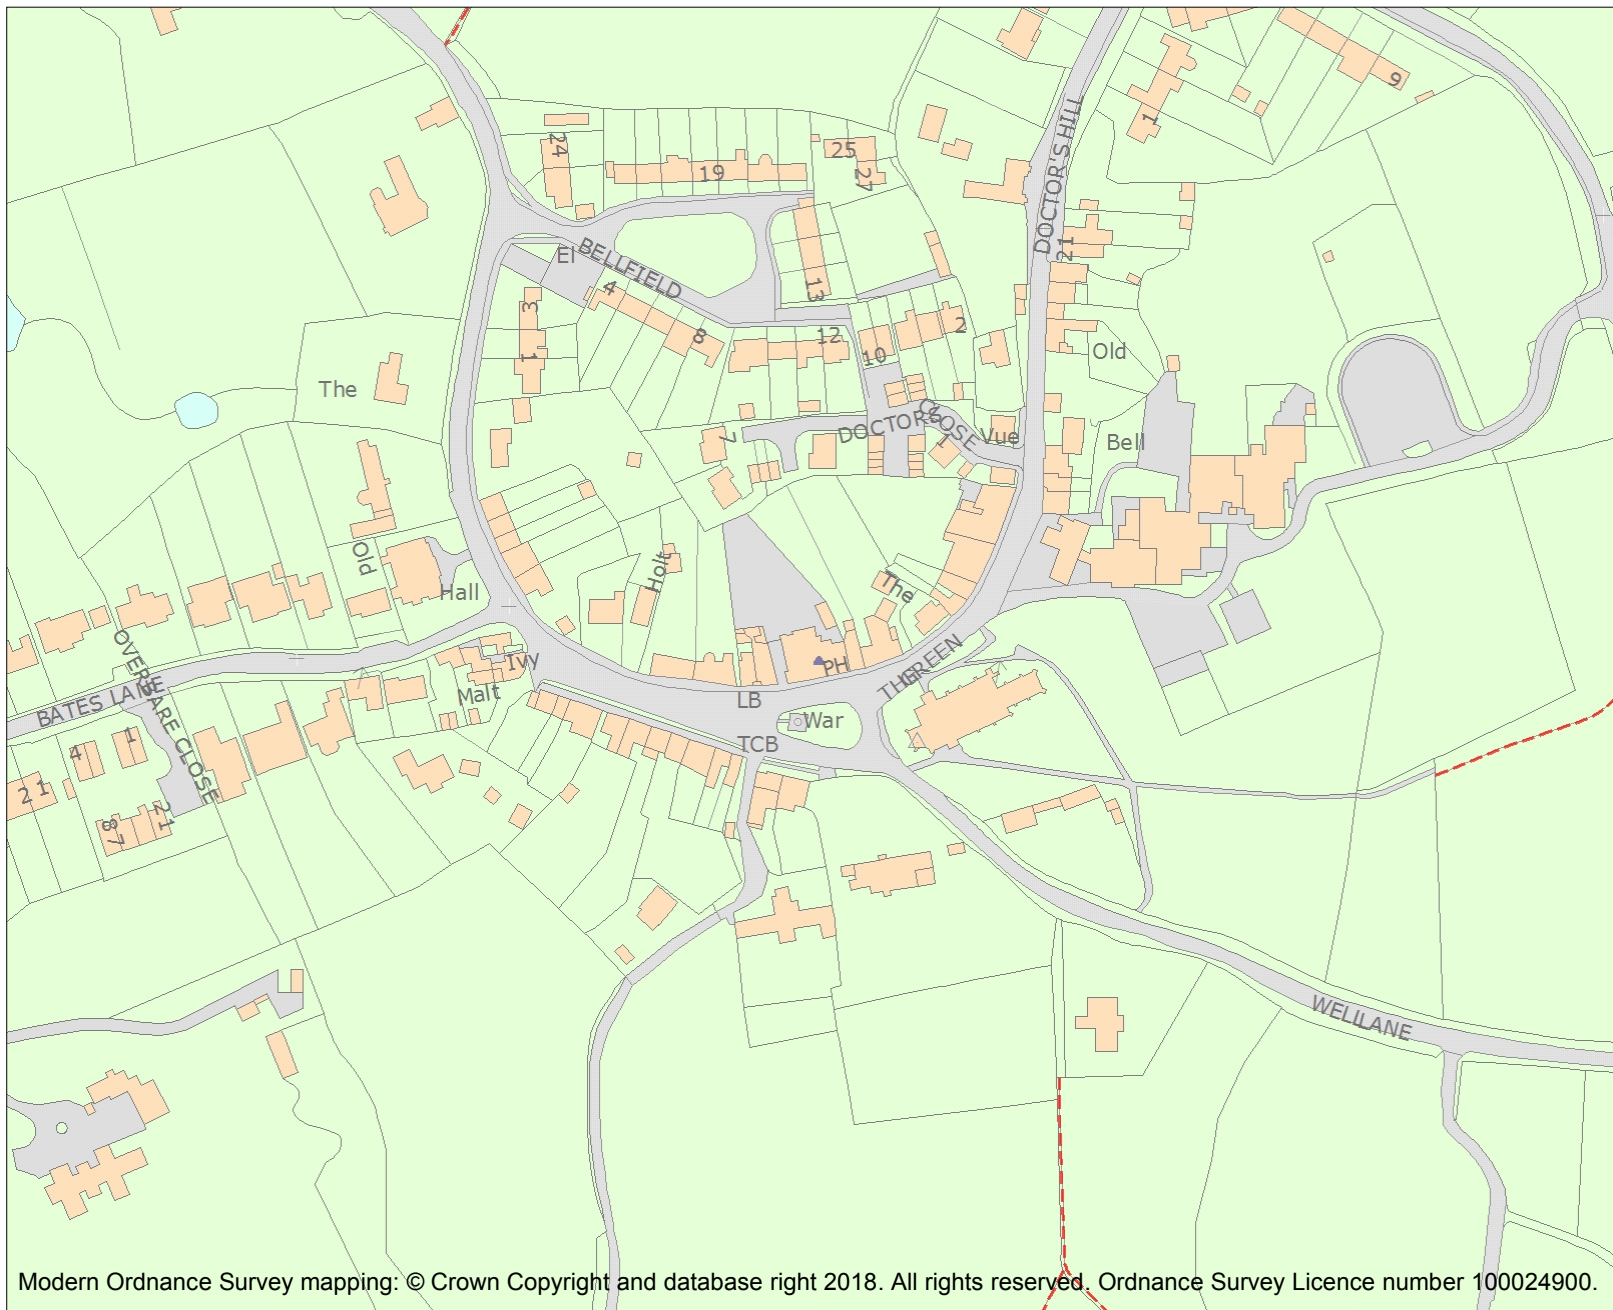 9
1
24
25
19
27
DOCTOR'S HILL
21
BELLFIELD
El
4
13
3
8
12
2
Old
1
10
The
DOCTORS CLOSE
7
1
Vue
Bell
Old
Holt
The
Hall
OVERBARE CLOSE
Ivy
PH
THE GREEN
Malt
BATES LANE
LB
War
TCB
4
1
2 1
21
8 7
WELL LANE
Modern Ordnance Survey mapping: © Crown Copyright and database right 2018. All rights reserved. Ordnance Survey Licence number 100024900.